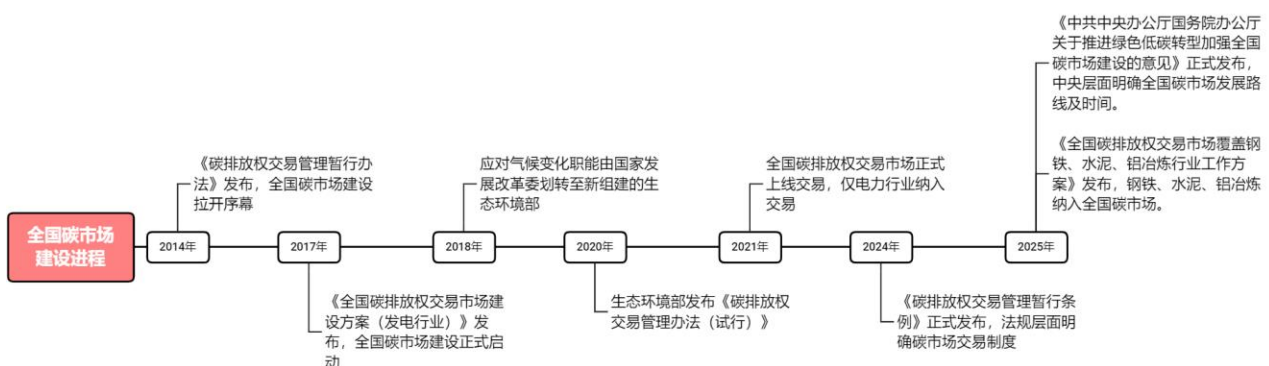 全国碳市场
建设进程
2014年
《碳排放权交易管理暂行办
法》发布，全国碳市场建设
拉开序幕
2017年
《全国碳排放权交易市场建
设方案（发电行业）》发
布，全国碳市场建设正式启
动
2018年
应对气候变化职能由国家发
展改革委划转至新组建的生
态环境部
2020年
生态环境部发布《碳排放权
交易管理办法（试行）》
2021年
全国碳排放权交易市场正式
上线交易，仅电力行业纳入
交易
2024年
《碳排放权交易管理暂行条
例》正式发布，法规层面明
确碳市场交易制度
2025年
《中共中央办公厅国务院办公厅
关于推进绿色低碳转型加强全国
碳市场建设的意见》正式发布，
中央层面明确全国碳市场发展路
线及时间。
《全国碳排放权交易市场覆盖钢
铁、水泥、铝冶炼行业工作方
案》发布，钢铁、水泥、铝冶炼
纳入全国碳市场。